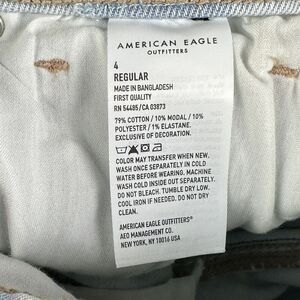 AMERICAN EAGLE
OUTFITTERS
4
REGULAR
MADE IN BANGLADESH
FIRST QUALITY
RN 54485/CA 03873
79% COTTON / 10% MODAL / 10%
POLYESTER / 1% ELASTANE.
EXCLUSIVE OF DECORATION.
COLOR MAY TRANSFER WHEN NEW.
WASH ONCE SEPARATELY IN COLD
WATER BEFORE WEARING. MACHINE
WASH COLD INSIDE OUT SEPARATELY.
DO NOT BLEACH. TUMBLE DRY LOW.
COOL IRON IF NEEDED. DO NOT DRY
CLEAN.
AMERICAN EAGLE OUTFITTERS®
AEO MANAGEMENT CO.
NEW YORK, NY 10016 USA